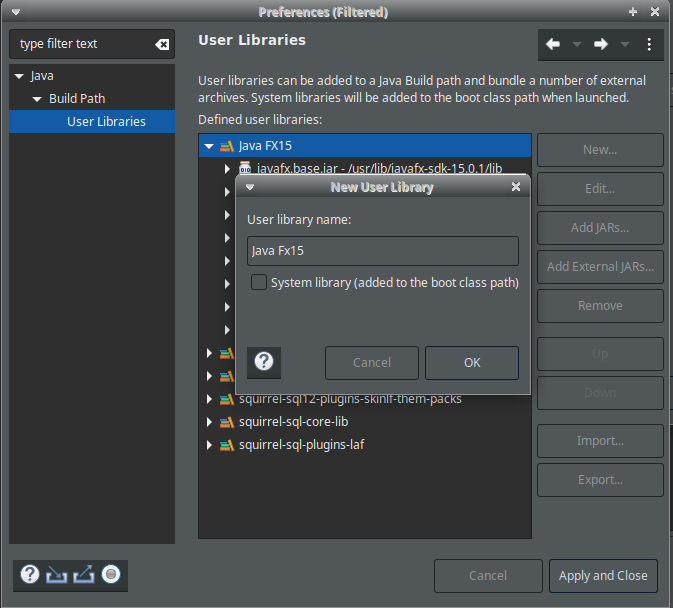 Preferences (Filtered)
type filter text
Java
Build Path
User Libraries
User Libraries
User libraries can be added to a Java Build path and bundle a number of external
archives. System libraries will be added to the boot class path when launched.
Defined user libraries:
Java FX15
javafx.base.jar - /usr/lib/javafx-sdk-15.0.1/lib
squirrel-sql12-plugins-skinlf-them-packs
squirrel-sql-core-lib
squirrel-sql-plugins-laf
New...
Edit...
Add JARs...
Add External JARs...
Remove
Up
Down
Import...
Export...
New User Library
User library name:
Java Fx15
System library (added to the boot class path)
Cancel
OK
Cancel
Apply and Close